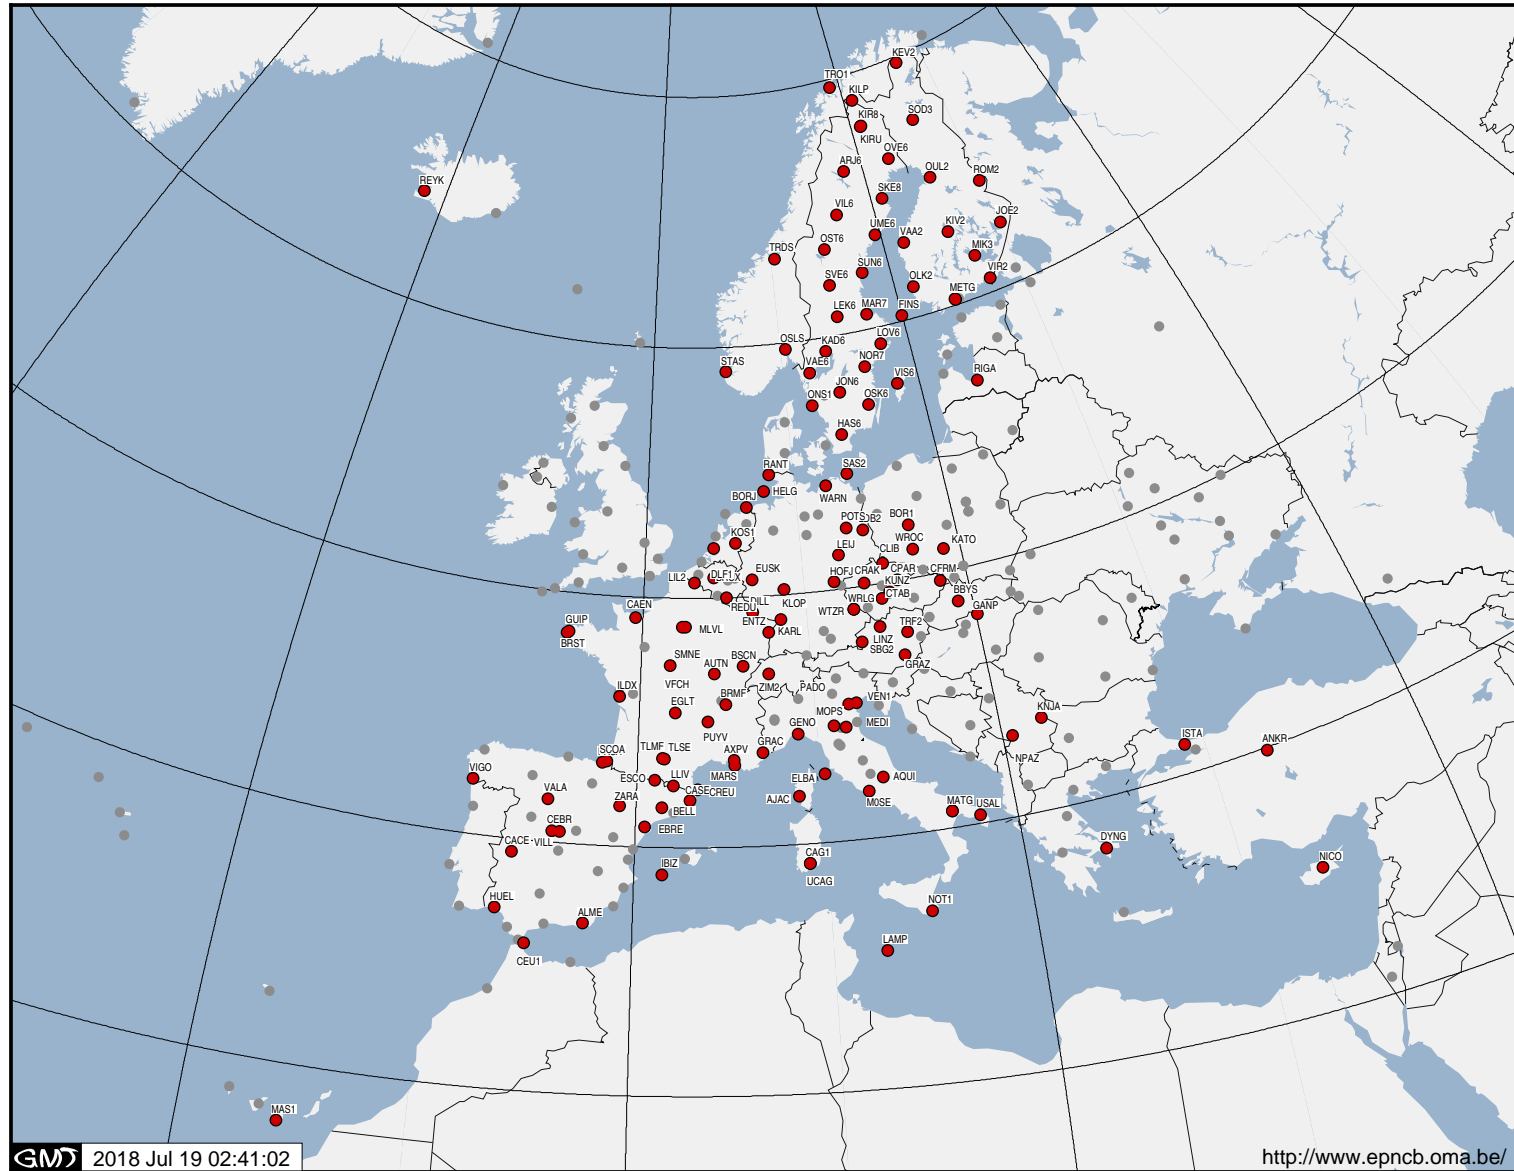 KEV2
TRO1
KILP
SOD3
KIR8
KIRU
OVE6
ARJ6
OUL2
ROM2
REYK
SKE8
VIL6
JOE2
UME6
KIV2
VAA2
OST6
MIK3
TRDS
SUN6
VIR2
SVE6
OLK2
METG
LEK6
MAR7
FINS
LOV6
OSLS
KAD6
NOR7
STAS
VAE6
VIS6
RIGA
JON6
ONS1
OSK6
HAS6
RANT
SAS2
HELG
WARN
BORJ
BOR1
POTS
KOS1
WROC
LEIJ
KATO
CLIB
EUSK
DLF1
LIL2
HOFJ
CRAK
CPAR
CFRM
KUNZ
CTAB
BBYS
DILL
REDU
KLOP
WRLG
WTZR
CAEN
GANP
GUIP
BRST
MLVL
ENTZ
KARL
LINZ
TRF2
SBG2
GRAZ
SMNE
AUTN
BSCN
VFCH
ZIM2
PADO
ILDX
BRMF
VEN1
EGLT
MOPS
MEDI
KNJA
PUYV
GENO
ISTA
ANKR
SCOA
TLMF
TLSE
AXPV
GRAC
NPAZ
VIGO
ESCO
LLIV
MARS
ELBA
AQUI
VALA
CASE
CREU
AJAC
M0SE
ZARA
BELL
MATG
USAL
CEBR
EBRE
VILL
CACE
DYNG
IBIZ
CAG1
UCAG
NICO
HUEL
NOT1
ALME
LAMP
CEU1
MAS1
GMT
2018 Jul 19 02:41:02
http://www.epncb.oma.be/